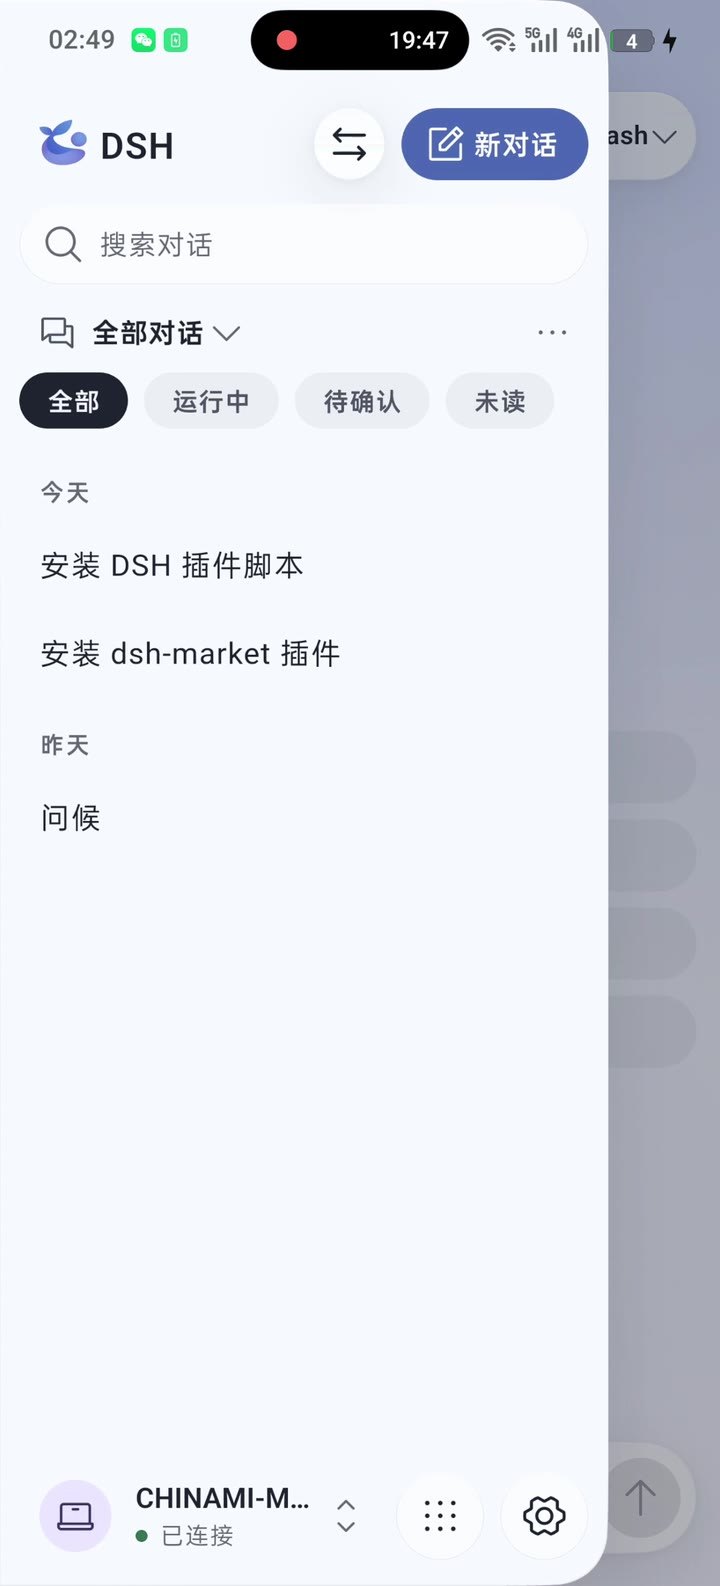 02:49
19:47
5G
4G
4
DSH
新对话
ash
搜索对话
全部对话
全部
运行中
待确认
未读
今天
安装 DSH 插件脚本
安装 dsh-market 插件
昨天
问候
CHINAMI-M...
已连接